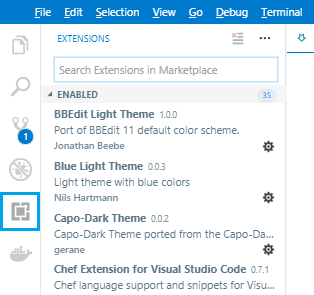 File Edit Selection View Go Debug Terminal
EXTENSIONS
Search Extensions in Marketplace
ENABLED 35
BBEdit Light Theme 1.0.0
Port of BBEdit 11 default color scheme.
Jonathan Beebe
1
Blue Light Theme 0.0.3
Light theme with blue colors
Nils Hartmann
Capo-Dark Theme 0.0.2
Capo-Dark Theme ported from the Capo-Da...
gerane
Chef Extension for Visual Studio Code 0.7.1
Chef language support and snippets for Visu...